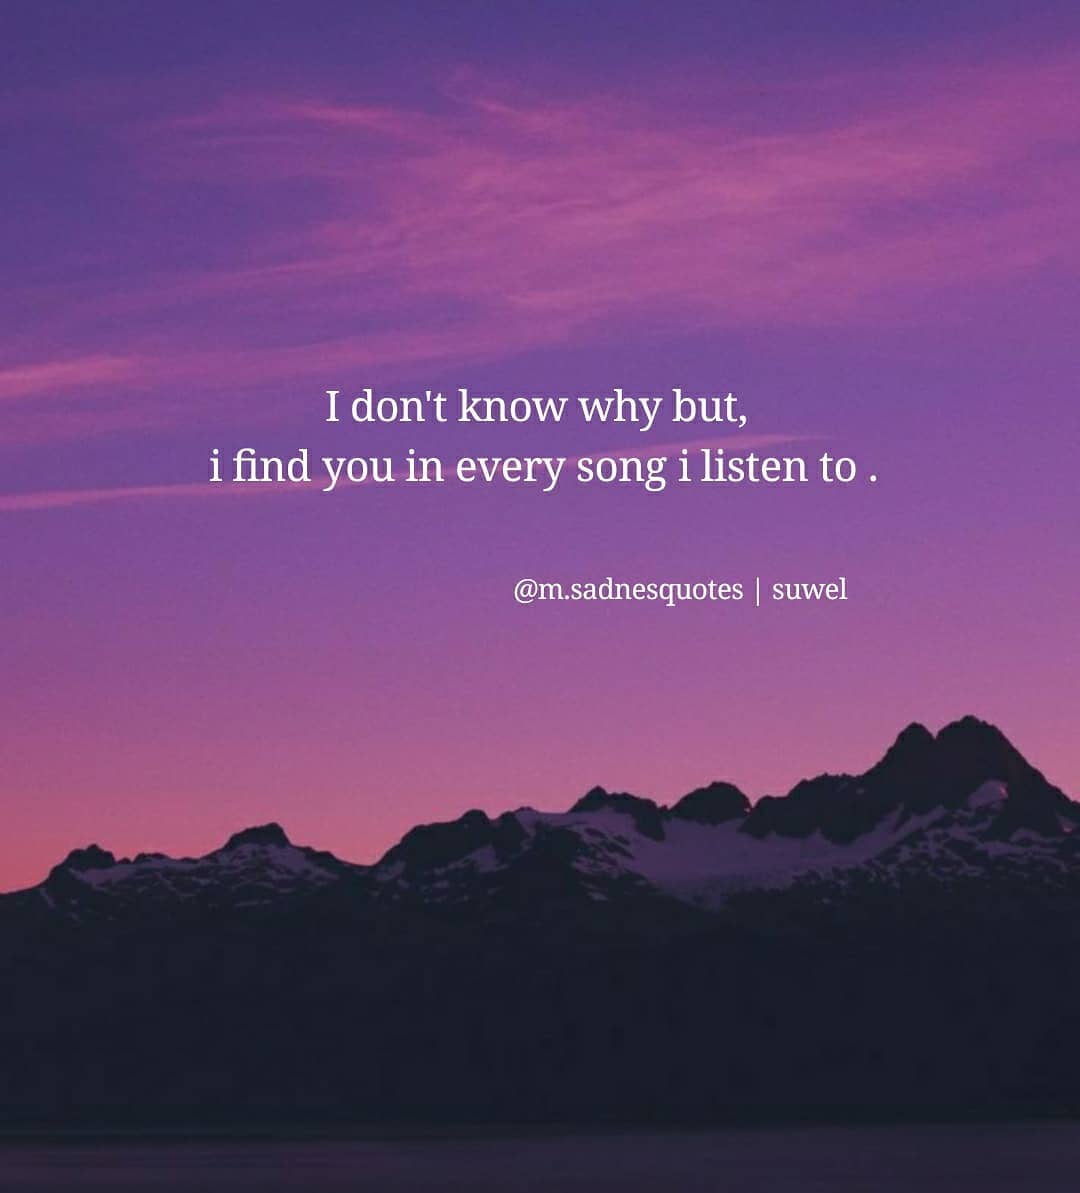 I don't know why but,
i find you in every song i listen to .
@m.sadnesquotes | suwel